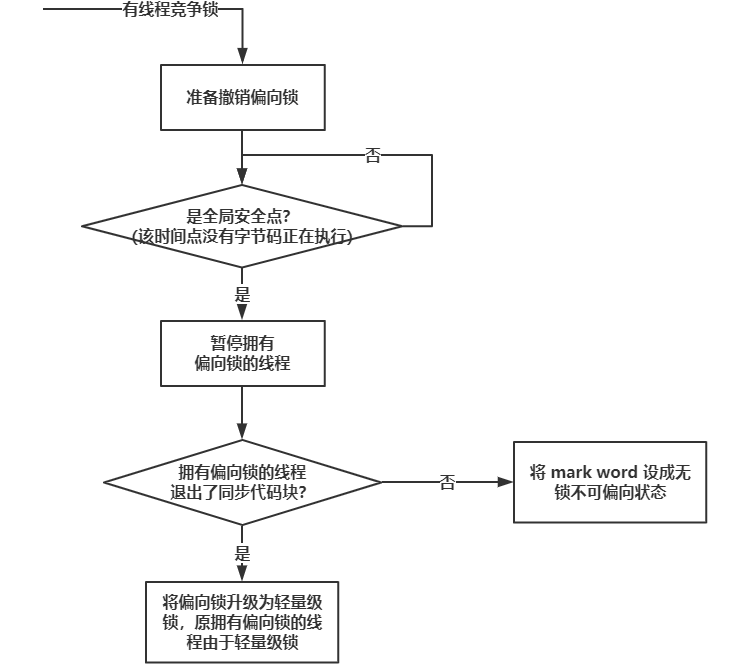 有线程竞争锁
准备撤销偏向锁
否
是全局安全点？
(该时间点没有字节码正在执行)
是
暂停拥有
偏向锁的线程
拥有偏向锁的线程
退出了同步代码块？
否
将 mark word 设成无
锁不可偏向状态
是
将偏向锁升级为轻量级
锁，原拥有偏向锁的线
程由于轻量级锁